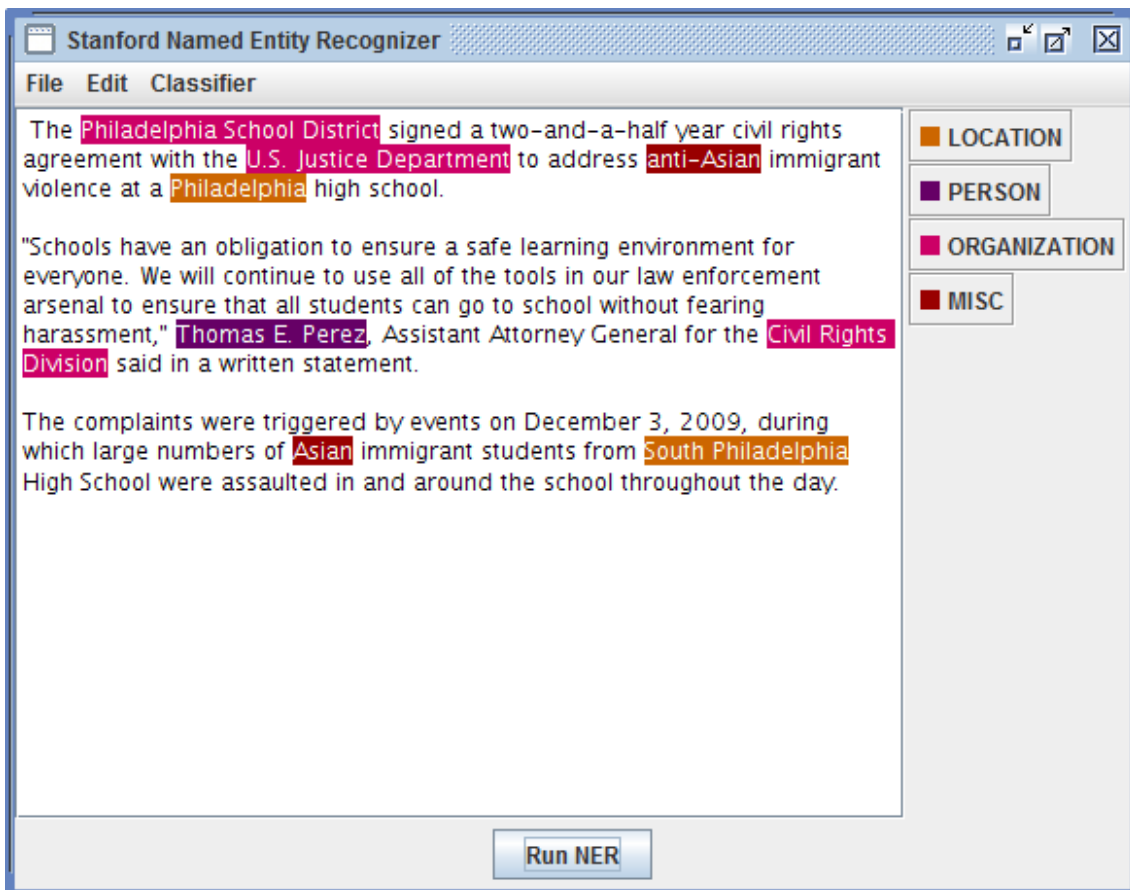 Stanford Named Entity Recognizer
File Edit Classifier
The Philadelphia School District signed a two-and-a-half year civil rights
agreement with the U.S. Justice Department to address anti-Asian immigrant
violence at a Philadelphia high school.
"Schools have an obligation to ensure a safe learning environment for
everyone. We will continue to use all of the tools in our law enforcement
arsenal to ensure that all students can go to school without fearing
harassment," Thomas E. Perez, Assistant Attorney General for the Civil Rights
Division said in a written statement.
The complaints were triggered by events on December 3, 2009, during
which large numbers of Asian immigrant students from South Philadelphia
High School were assaulted in and around the school throughout the day.
LOCATION
PERSON
ORGANIZATION
MISC
Run NER